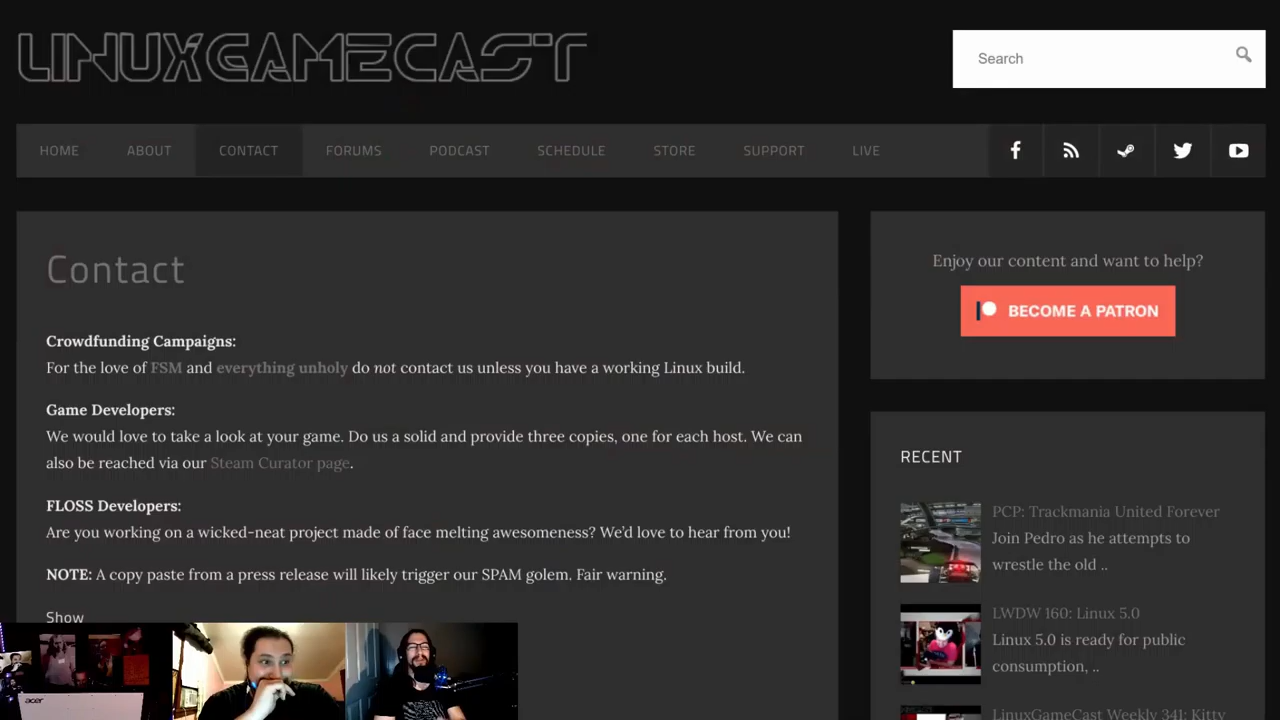 LINUXGAMECAST
Search
HOME ABOUT CONTACT FORUMS PODCAST SCHEDULE STORE SUPPORT LIVE
Contact
Crowdfunding Campaigns:
For the love of FSM and everything unholy do not contact us unless you have a working Linux build.
Game Developers:
We would love to take a look at your game. Do us a solid and provide three copies, one for each host. We can
also be reached via our Steam Curator page.
FLOSS Developers:
Are you working on a wicked-neat project made of face melting awesomeness? We’d love to hear from you!
NOTE: A copy paste from a press release will likely trigger our SPAM golem. Fair warning.
Show
acer
Enjoy our content and want to help?
BECOME A PATRON
RECENT
PCP: Trackmania United Forever
Join Pedro as he attempts to
wrestle the old ..
LWDW 160: Linux 5.0
Linux 5.0 is ready for public
consumption, ..
LinuxGameCast Weekly 341: Kitty